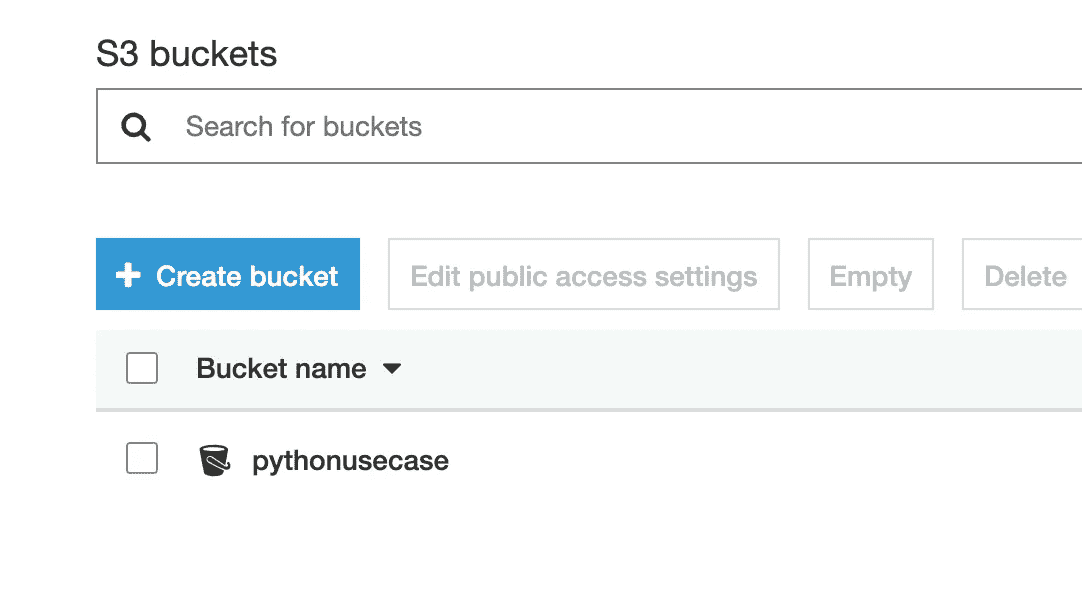 S3 buckets
Search for buckets
Create bucket Edit public access settings Empty Delete
Bucket name
pythonusecase